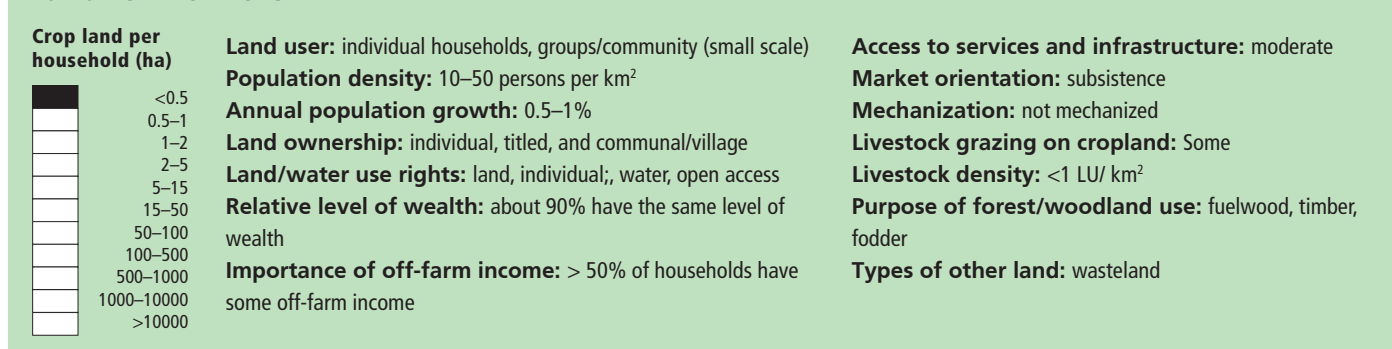 Crop land per
household (ha)
<0.5
0.5–1
1–2
2–5
5–15
15–50
50–100
100–500
500–1000
1000–10000
>10000
Land user: individual households, groups/community (small scale)
Population density: 10–50 persons per km²
Annual population growth: 0.5–1%
Land ownership: individual, titled, and communal/village
Land/water use rights: land, individual;, water, open access
Relative level of wealth: about 90% have the same level of
wealth
Importance of off-farm income: > 50% of households have
some off-farm income
Access to services and infrastructure: moderate
Market orientation: subsistence
Mechanization: not mechanized
Livestock grazing on cropland: Some
Livestock density: <1 LU/ km²
Purpose of forest/woodland use: fuelwood, timber,
fodder
Types of other land: wasteland